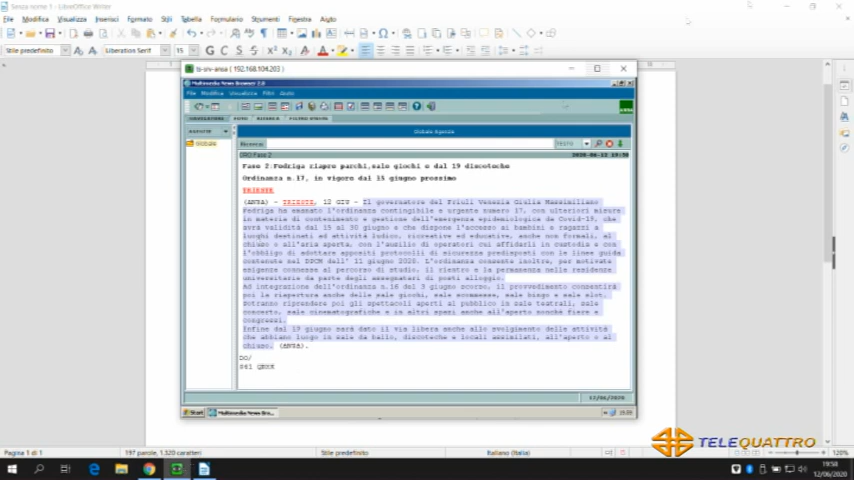 Senza nome 1 - LibreOffice Writer
File Modifica Visualizza Inserisci Formato Stili Tabella Formulario Strumenti Finestra Aiuto
Stile predefinito Liberation Serif 15
ts-srv-ansa ( 192.168.104.203 )
Multimedia News Browser 2.0
File Modifica Visualizza Filtri Aiuto
Globale Agenzie
Globale
Ricerca: TESTO
ORO Fase 2
2020-06-12 19:50
Fase 2:Fedriga riapre parchi,sale giochi e dal 19 discoteche
Ordinanza n.17, in vigore dal 15 giugno prossimo
TRIESTE
(ANSA) - TRIESTE, 12 GIU - Il governatore del Friuli Venezia Giulia Massimiliano
Fedriga ha emanato l'ordinanza contingibile e urgente numero 17, con ulteriori misure
in materia di contenimento e gestione dell'emergenza epidemiologica da Covid-19, che
avrà validità dal 15 al 30 giugno e che dispone l'accesso ai bambini e ragazzi a
luoghi destinati ad attività ludico, ricreative ed educative, anche non formali, al
chiuso o all'aria aperta, con l'ausilio di operatori cui affidarli in custodia e con
l'obbligo di adottare appositi protocolli di sicurezza predisposti con le linee guida
contenute nel DPCM dell' 11 giugno 2020. L'ordinanza consente inoltre, per motivate
esigenze connesse al percorso di studio, il rientro e la permanenza nelle residenze
universitarie da parte degli assegnatari di posti alloggio.
Ad integrazione dell'ordinanza n.16 del 3 giugno scorso, il provvedimento consentirà
poi la riapertura anche delle sale giochi, sale scommesse, sale bingo e sale slot.
Potranno riprendere poi gli spettacoli aperti al pubblico in sale teatrali, sale
concerto, sale cinematografiche e in altri spazi anche all'aperto nonchè fiere e
congressi.
Infine dal 19 giugno sarà dato il via libera anche allo svolgimento delle attività
che abbiano luogo in sale da ballo, discoteche e locali assimilati, all'aperto o al
chiuso. (ANSA).
DO/
S61 QBXX
12/06/2020
Start Multimedia News Brow...
TELEQUATTRO
Pagina 1 di 1 197 parole, 1.320 caratteri Stile predefinito Italiano (Italia) 120%
19:58
12/06/2020